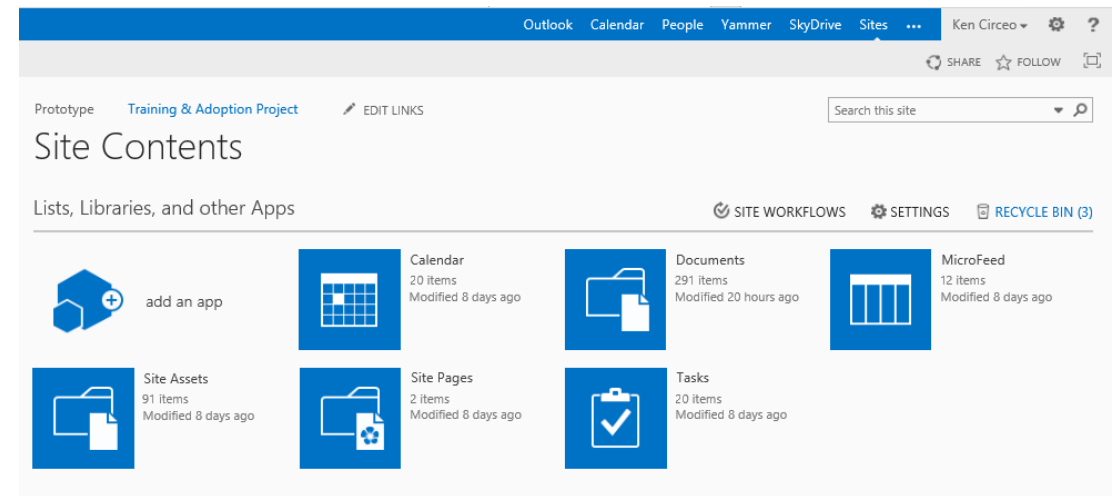 Outlook Calendar People Yammer SkyDrive Sites ••• Ken Circeo ?
SHARE FOLLOW
Prototype Training & Adoption Project EDIT LINKS Search this site
Site Contents
Lists, Libraries, and other Apps SITE WORKFLOWS SETTINGS RECYCLE BIN (3)
add an app
Calendar
20 items
Modified 8 days ago
Documents
291 items
Modified 20 hours ago
MicroFeed
12 items
Modified 8 days ago
Site Assets
91 items
Modified 8 days ago
Site Pages
2 items
Modified 8 days ago
Tasks
20 items
Modified 8 days ago